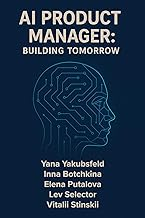 AI PRODUCT
MANAGER:
BUILDING TOMORROW
Yana Yakubsfeld
Inna Botchkina
Elena Putalova
Lev Selector
Vitalii Stinskii